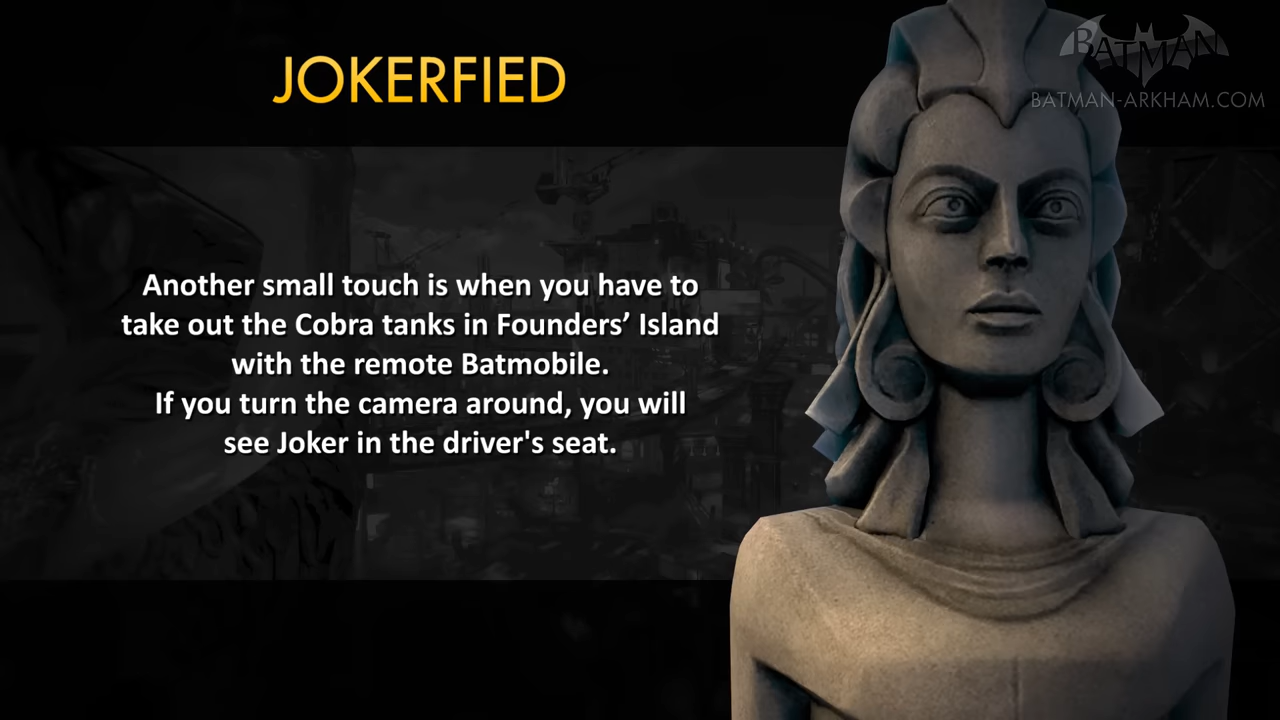 JOKERFIED
BATMAN
BATMAN-ARKHAM.COM
Another small touch is when you have to
take out the Cobra tanks in Founders’ Island
with the remote Batmobile.
If you turn the camera around, you will
see Joker in the driver's seat.